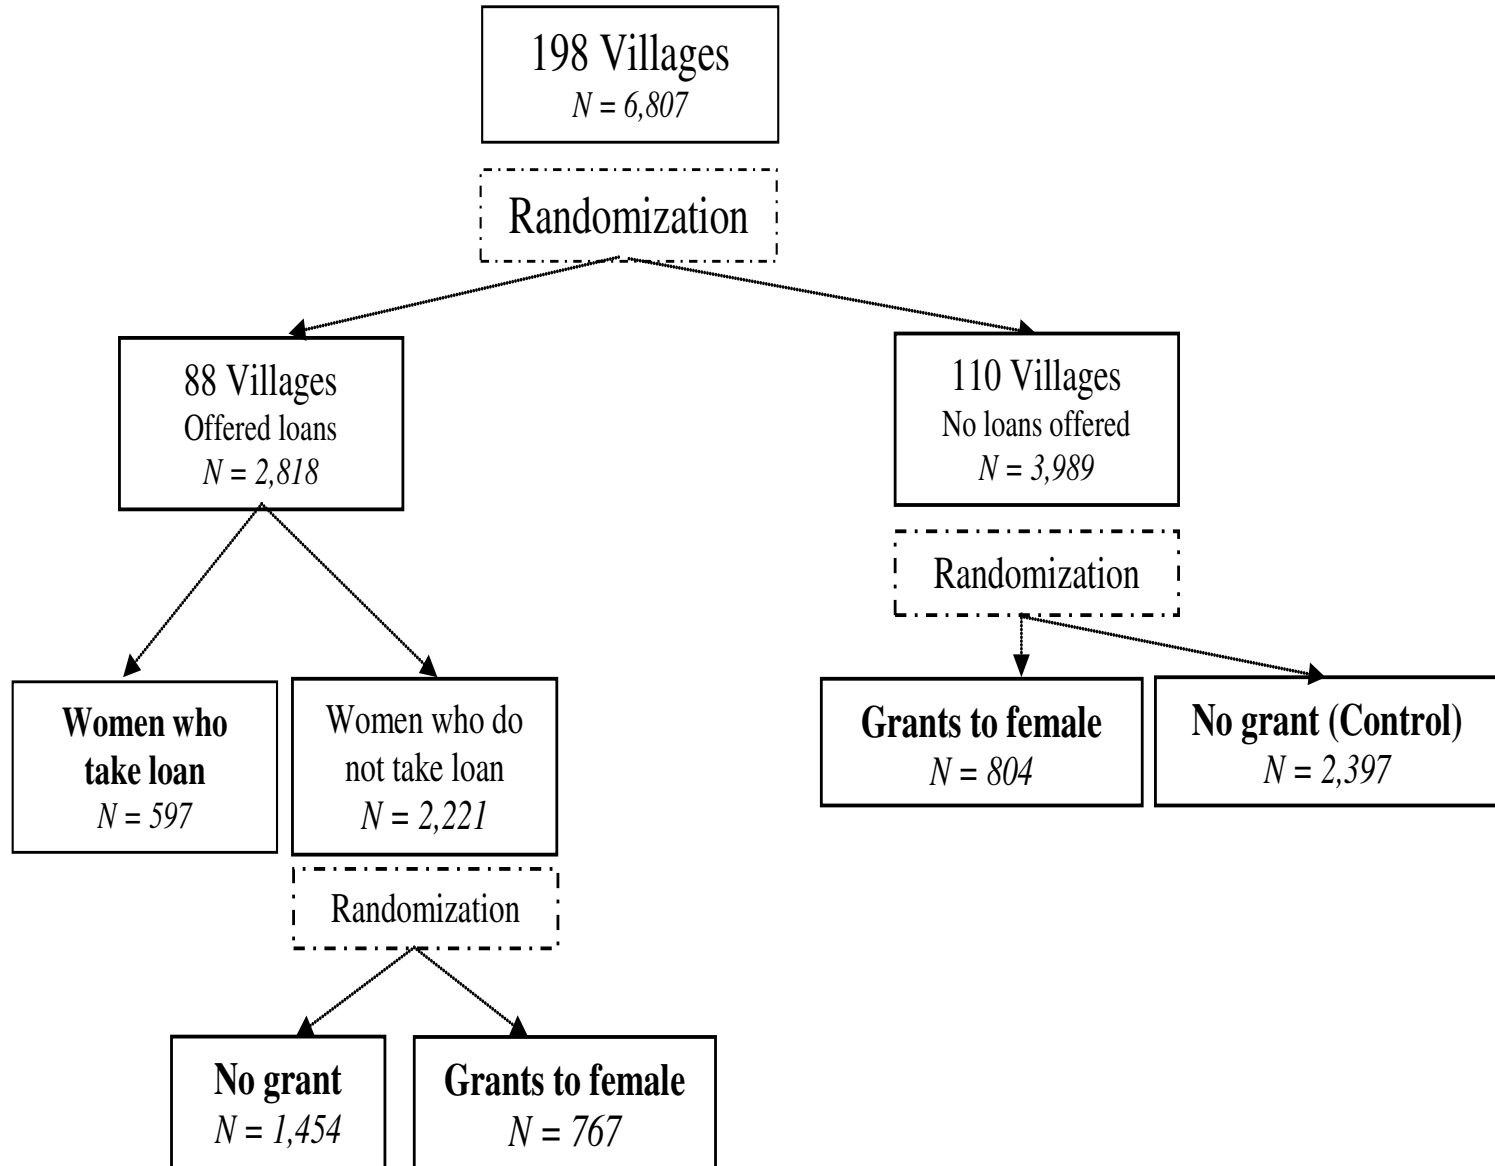 198 Villages
N = 6,807
Randomization
88 Villages
Offered loans
N = 2,818
110 Villages
No loans offered
N = 3,989
Randomization
Women who
take loan
N = 597
Women who do
not take loan
N = 2,221
Grants to female
N = 804
No grant (Control)
N = 2,397
Randomization
No grant
N = 1,454
Grants to female
N = 767